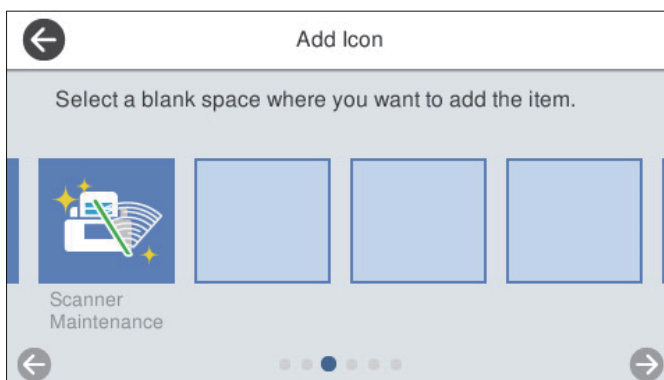 Add Icon
Select a blank space where you want to add the item.
Scanner
Maintenance